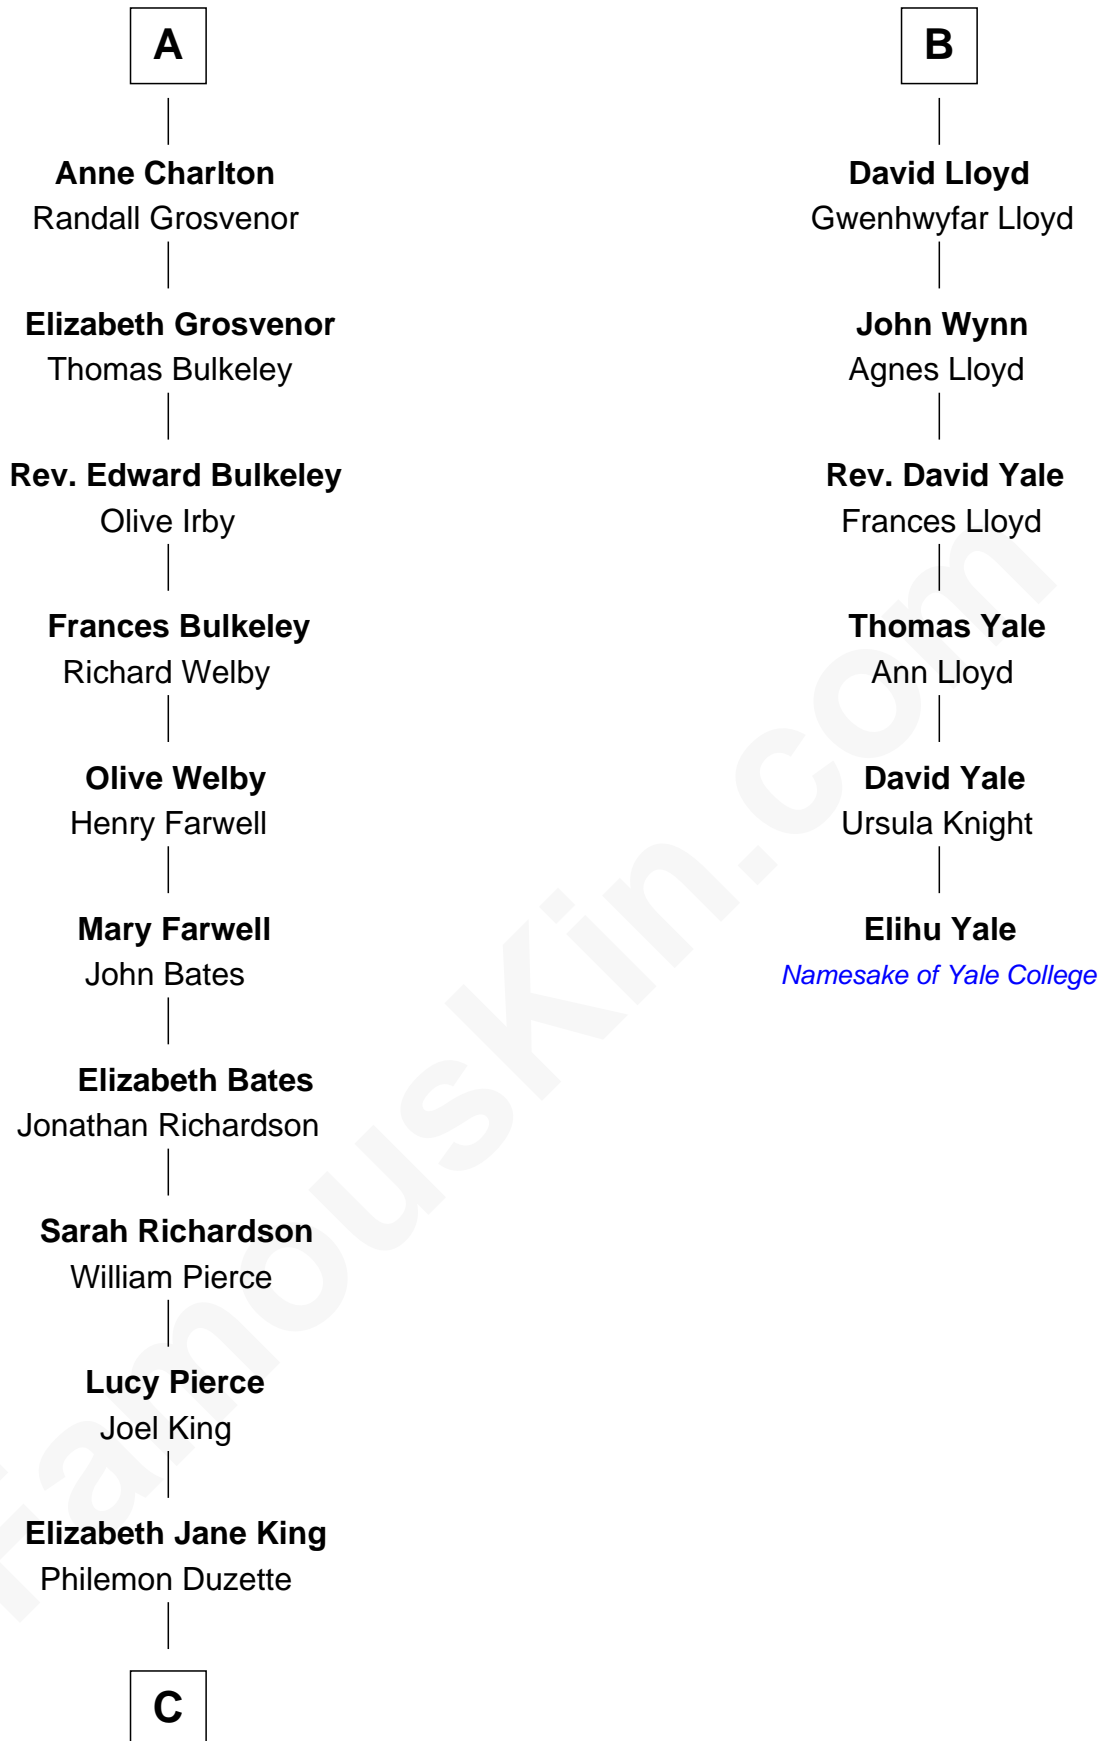 A
Anne Charlton
Randall Grosvenor
Elizabeth Grosvenor
Thomas Bulkeley
Rev. Edward Bulkeley
Olive Irby
Frances Bulkeley
Richard Welby
Olive Welby
Henry Farwell
Mary Farwell
John Bates
Elizabeth Bates
Jonathan Richardson
Sarah Richardson
William Pierce
Lucy Pierce
Joel King
Elizabeth Jane King
Philemon Duzette
C
B
David Lloyd
Gwenhwyfar Lloyd
John Wynn
Agnes Lloyd
Rev. David Yale
Frances Lloyd
Thomas Yale
Ann Lloyd
David Yale
Ursula Knight
Elihu Yale
Namesake of Yale College
FamousKin.com